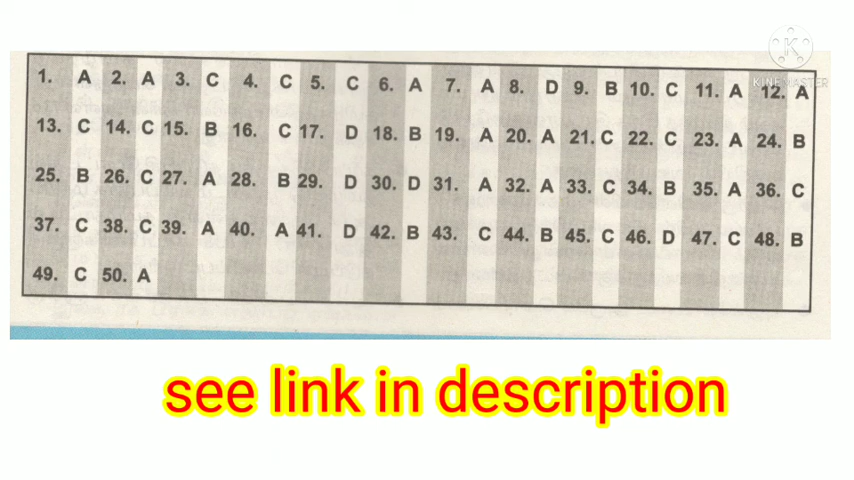 KINEMASTER
1. A 2. A 3. C 4. C 5. C 6. A 7. A 8. D 9. B 10. C 11. A 12. A
13. C 14. C 15. B 16. C 17. D 18. B 19. A 20. A 21. C 22. C 23. A 24. B
25. B 26. C 27. A 28. B 29. D 30. D 31. A 32. A 33. C 34. B 35. A 36. C
37. C 38. C 39. A 40. A 41. D 42. B 43. C 44. B 45. C 46. D 47. C 48. B
49. C 50. A
see link in description